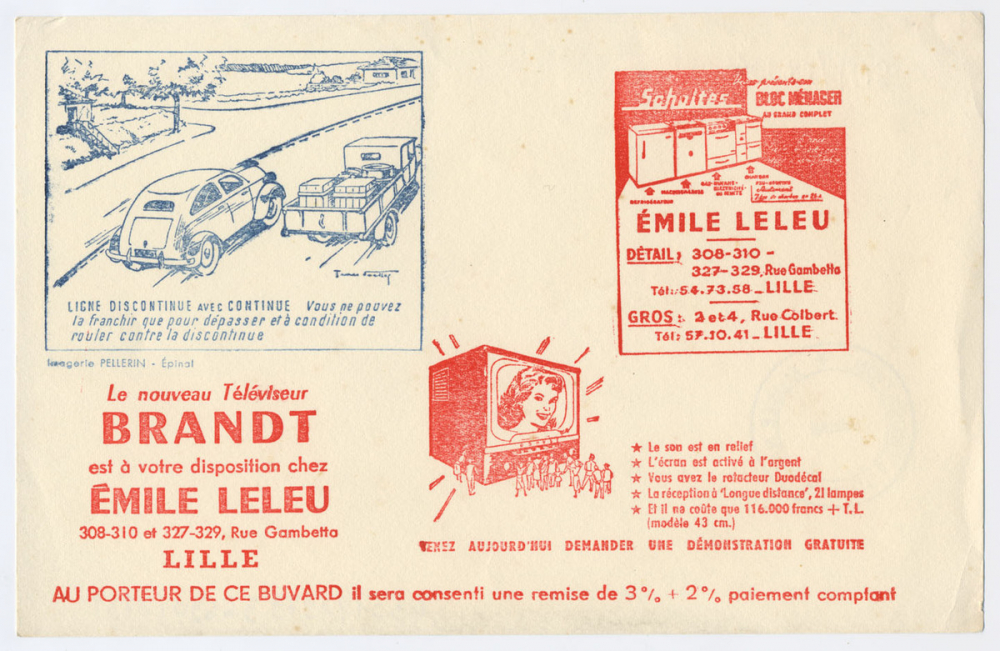 LIGNE DISCONTINUE AVEC CONTINUE Vous ne pouvez
la franchir que pour dépasser et à condition de
rouler contre la discontinue
Imagerie PELLERIN - Épinal
Le nouveau Téléviseur
BRANDT
est à votre disposition chez
ÉMILE LELEU
308-310 et 327-329, Rue Gambetta
LILLE
Scholtès
BLOC MÉNAGER
AU GRAND COMPLET
RÉFRIGÉRATEUR
ÉMILE LELEU
DÉTAIL: 308-310 -
327-329, Rue Gambetta
Tél: 54.73.58 - LILLE
GROS: 2 et 4, Rue Colbert
Tél: 57.10.41 - LILLE
★ Le son est en relief
★ L'écran est activé à l'argent
★ Vous avez le rotacteur Duodécal
★ La réception à "Longue distance", 21 lampes
★ Et il ne coûte que 116.000 francs + T.L.
(modèle 43 cm.)
VENEZ AUJOURD'HUI DEMANDER UNE DÉMONSTRATION GRATUITE
AU PORTEUR DE CE BUVARD il sera consenti une remise de 3 % + 2 % paiement comptant